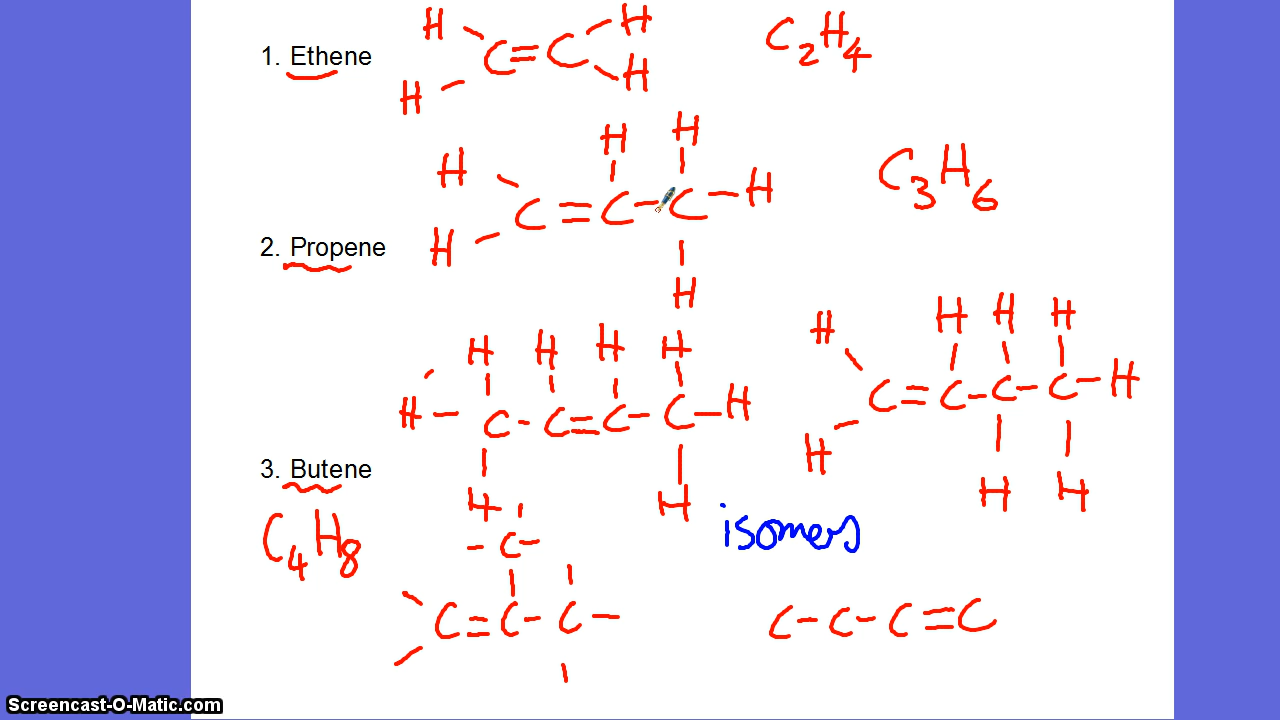 H H
1. Ethene C=C C₂H₄
H H
H H
H
C=C-C-H C₃H₆
H
2. Propene
H
H H H H H H H H
H-C-C=C-C-H C=C-C-C-H
3. Butene H
H H H H
C₄H₈ -C- isomers
C=C-C- C-C-C=C
Screencast-O-Matic.com